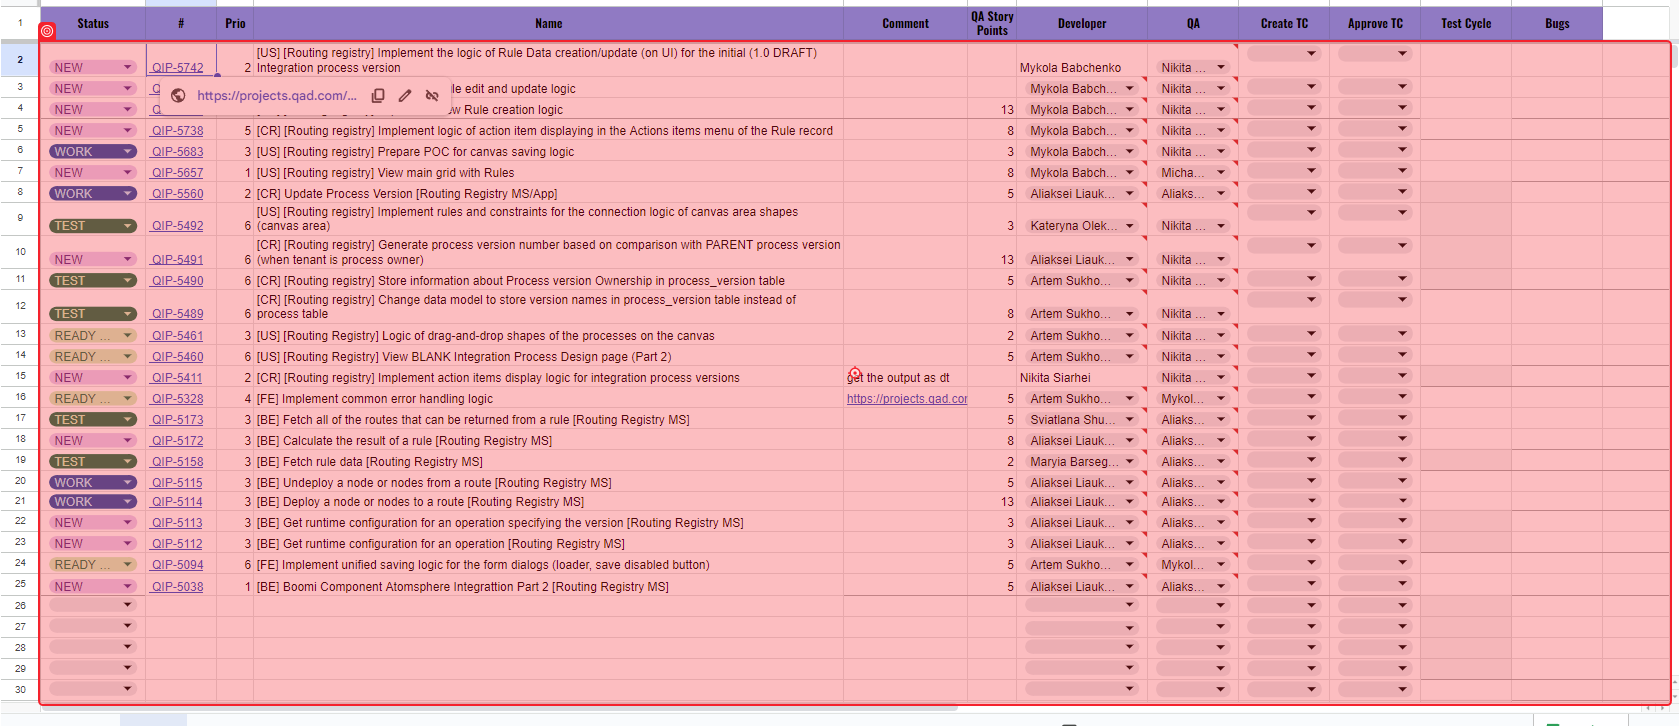 1 Status # Prio Name Comment QA Story Points Developer QA Create TC Approve TC Test Cycle Bugs
2 NEW QIP-5742 2 [US] [Routing registry] Implement the logic of Rule Data creation/update (on UI) for the initial (1.0 DRAFT)
Integration process version Mykola Babchenko Nikita ...
https://projects.qad.com/...
3 NEW le edit and update logic Mykola Babch... Nikita ...
4 NEW w Rule creation logic 13 Mykola Babch... Nikita ...
5 NEW QIP-5738 5 [CR] [Routing registry] Implement logic of action item displaying in the Actions items menu of the Rule record 8 Mykola Babch... Nikita ...
6 WORK QIP-5683 3 [US] [Routing registry] Prepare POC for canvas saving logic 3 Mykola Babch... Nikita ...
7 NEW QIP-5657 1 [US] [Routing registry] View main grid with Rules 8 Mykola Babch... Micha...
8 WORK QIP-5560 2 [CR] Update Process Version [Routing Registry MS/App] 5 Aliaksei Liauk... Aliaks...
9 TEST QIP-5492 6 [US] [Routing registry] Implement rules and constraints for the connection logic of canvas area shapes
(canvas area) 3 Kateryna Olek... Nikita ...
10 NEW QIP-5491 6 [CR] [Routing registry] Generate process version number based on comparison with PARENT process version
(when tenant is process owner) 13 Aliaksei Liauk... Nikita ...
11 TEST QIP-5490 6 [CR] [Routing registry] Store information about Process version Ownership in process_version table 5 Artem Sukho... Nikita ...
12 TEST QIP-5489 6 [CR] [Routing registry] Change data model to store version names in process_version table instead of
process table 8 Artem Sukho... Nikita ...
13 READY ... QIP-5461 3 [US] [Routing Registry] Logic of drag-and-drop shapes of the processes on the canvas 2 Artem Sukho... Nikita ...
14 READY ... QIP-5460 6 [US] [Routing Registry] View BLANK Integration Process Design page (Part 2) 5 Artem Sukho... Nikita ...
15 NEW QIP-5411 2 [CR] [Routing registry] Implement action items display logic for integration process versions get the output as dt Nikita Siarhei Nikita ...
16 READY ... QIP-5328 4 [FE] Implement common error handling logic https://projects.qad.cor 5 Artem Sukho... Mykol...
17 TEST QIP-5173 3 [BE] Fetch all of the routes that can be returned from a rule [Routing Registry MS] 5 Sviatlana Shu... Aliaks...
18 NEW QIP-5172 3 [BE] Calculate the result of a rule [Routing Registry MS] 8 Aliaksei Liauk... Aliaks...
19 TEST QIP-5158 3 [BE] Fetch rule data [Routing Registry MS] 2 Maryia Barseg... Aliaks...
20 WORK QIP-5115 3 [BE] Undeploy a node or nodes from a route [Routing Registry MS] 5 Aliaksei Liauk... Aliaks...
21 WORK QIP-5114 3 [BE] Deploy a node or nodes to a route [Routing Registry MS] 13 Aliaksei Liauk... Aliaks...
22 NEW QIP-5113 3 [BE] Get runtime configuration for an operation specifying the version [Routing Registry MS] 3 Aliaksei Liauk... Aliaks...
23 NEW QIP-5112 3 [BE] Get runtime configuration for an operation [Routing Registry MS] 3 Aliaksei Liauk... Aliaks...
24 READY ... QIP-5094 6 [FE] Implement unified saving logic for the form dialogs (loader, save disabled button) 5 Artem Sukho... Mykol...
25 NEW QIP-5038 1 [BE] Boomi Component Atomsphere Integrattion Part 2 [Routing Registry MS] 5 Aliaksei Liauk... Aliaks...
26
27
28
29
30